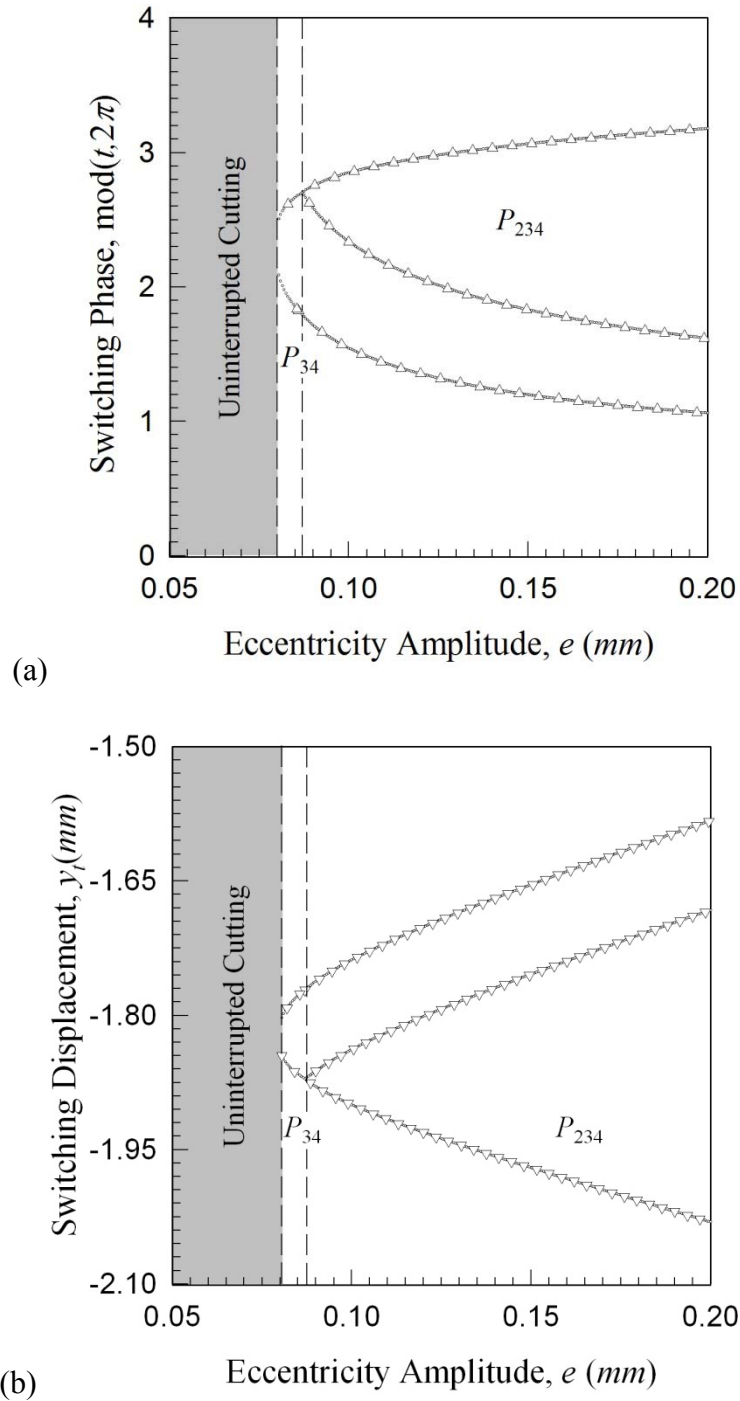 4
3
2
1
0
Switching Phase, mod(t,2π)
Uninterrupted Cutting
P34
P234
0.05 0.10 0.15 0.20
Eccentricity Amplitude, e (mm)
(a)
-1.50
-1.65
-1.80
-1.95
-2.10
Switching Displacement, yt(mm)
Uninterrupted Cutting
P34
P234
0.05 0.10 0.15 0.20
Eccentricity Amplitude, e (mm)
(b)